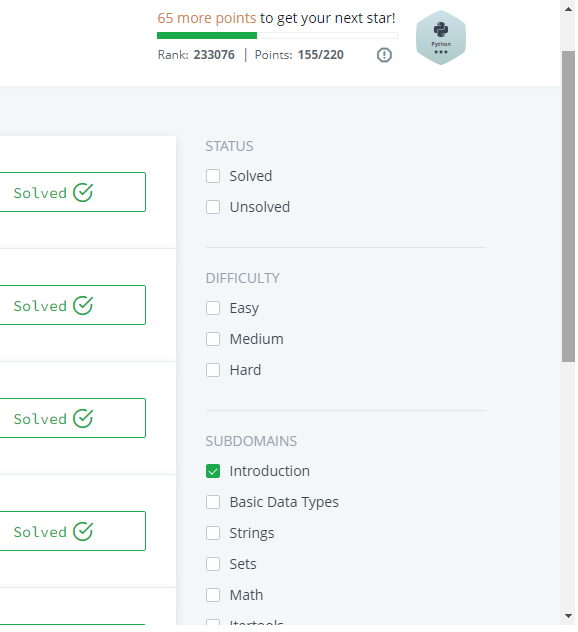 65 more points to get your next star!
Rank: 233076 | Points: 155/220
Python
STATUS
Solved
Solved
Unsolved
DIFFICULTY
Solved
Easy
Medium
Hard
Solved
SUBDOMAINS
Introduction
Basic Data Types
Solved
Strings
Sets
Math
Itertools